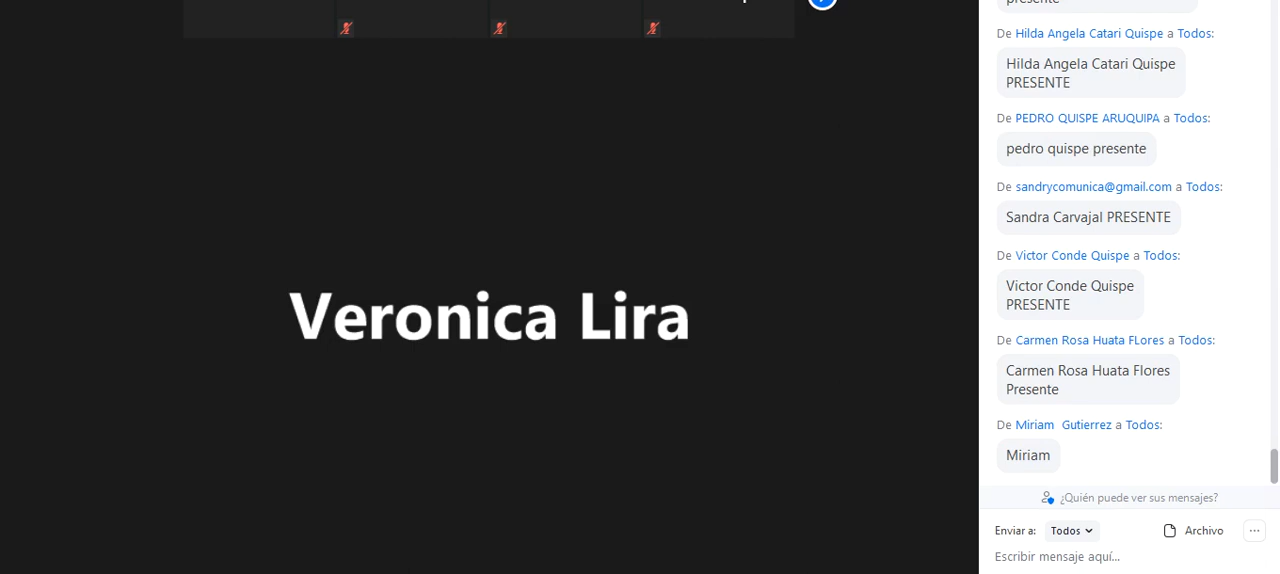 presente
De Hilda Angela Catari Quispe a Todos:
Hilda Angela Catari Quispe
PRESENTE
De PEDRO QUISPE ARUQUIPA a Todos:
pedro quispe presente
De sandrycomunica@gmail.com a Todos:
Sandra Carvajal PRESENTE
De Victor Conde Quispe a Todos:
Victor Conde Quispe
PRESENTE
Veronica Lira
De Carmen Rosa Huata FLores a Todos:
Carmen Rosa Huata Flores
Presente
De Miriam Gutierrez a Todos:
Miriam
¿Quién puede ver sus mensajes?
Enviar a: Todos Archivo ...
Escribir mensaje aquí...